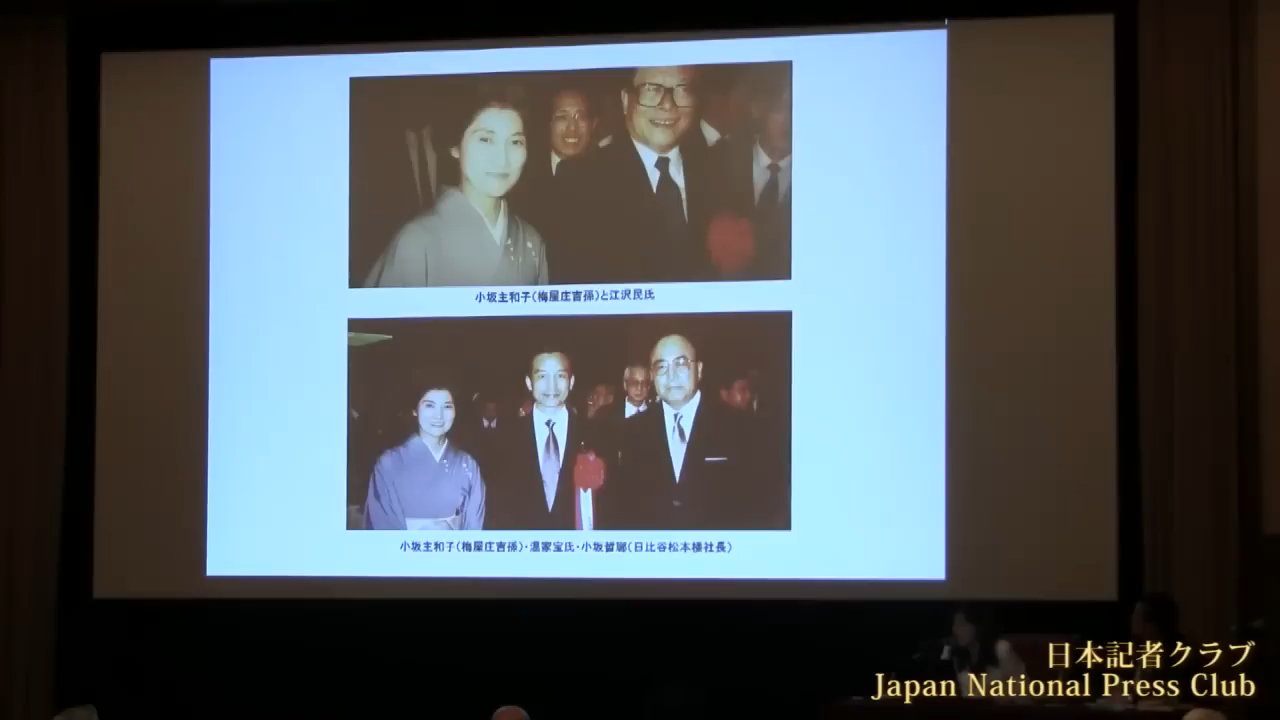 小坂主和子(梅屋庄吉孫)と江沢民氏
小坂主和子(梅屋庄吉孫)・温家宝氏・小坂哲瑯(日比谷松本楼社長)
日本記者クラブ
Japan National Press Club